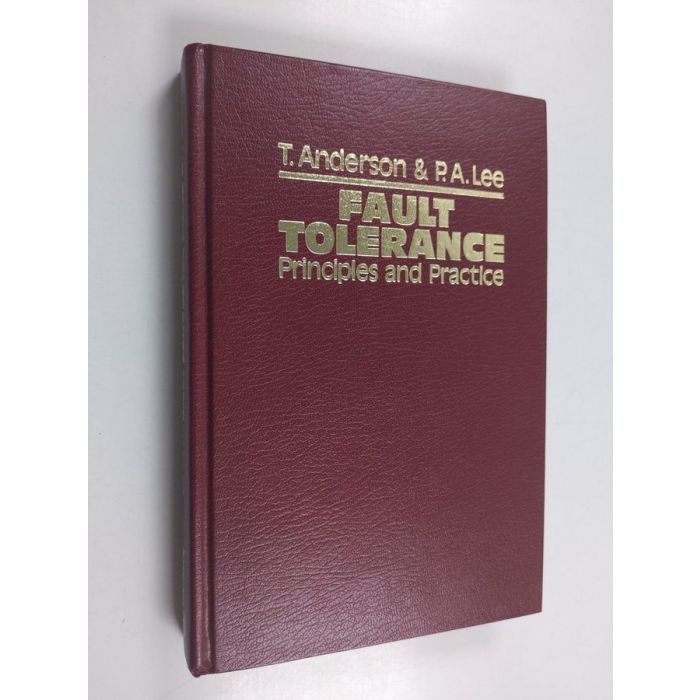 T. Anderson & P. A. Lee
FAULT
TOLERANCE
Principles and Practice